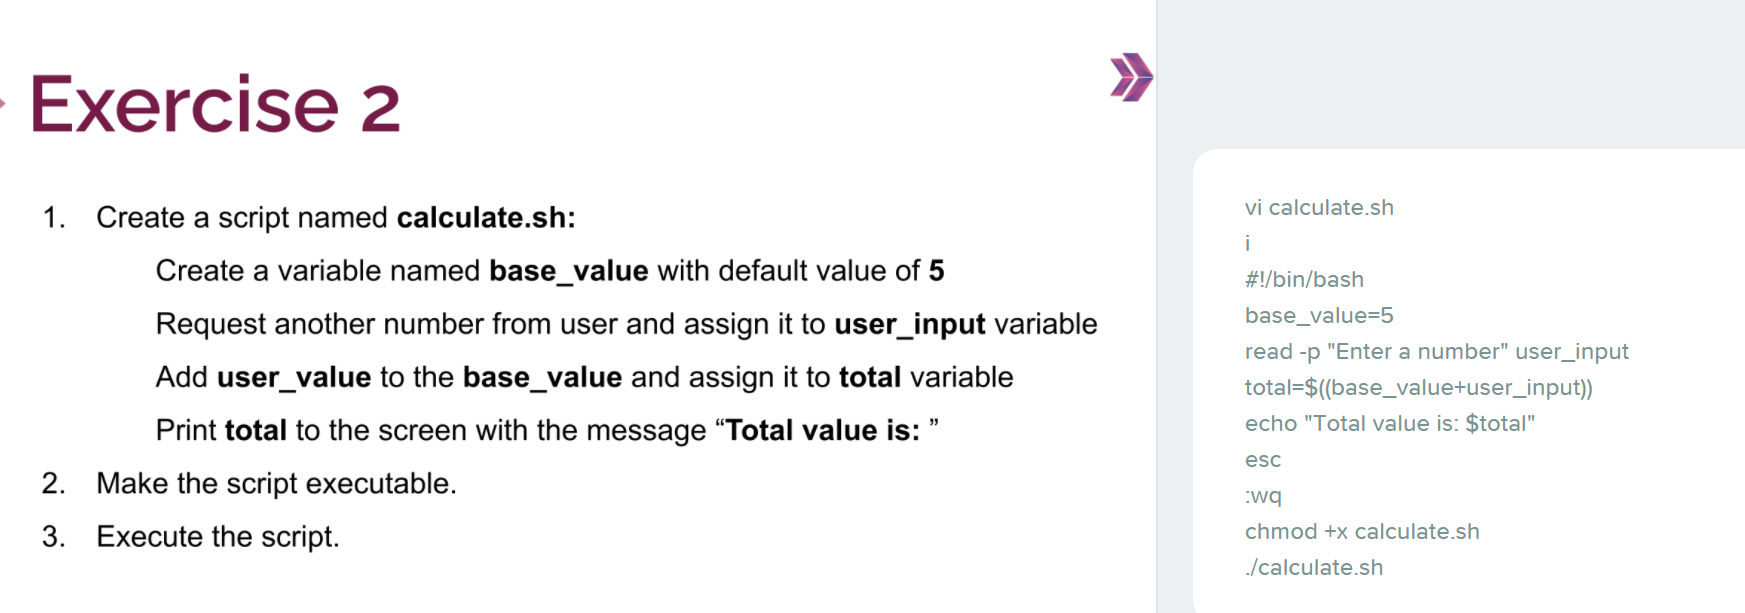 Exercise 2
1. Create a script named calculate.sh:
Create a variable named base_value with default value of 5
Request another number from user and assign it to user_input variable
Add user_value to the base_value and assign it to total variable
Print total to the screen with the message “Total value is: ”
2. Make the script executable.
3. Execute the script.
vi calculate.sh
i
#!/bin/bash
base_value=5
read -p "Enter a number" user_input
total=$((base_value+user_input))
echo "Total value is: $total"
esc
:wq
chmod +x calculate.sh
./calculate.sh